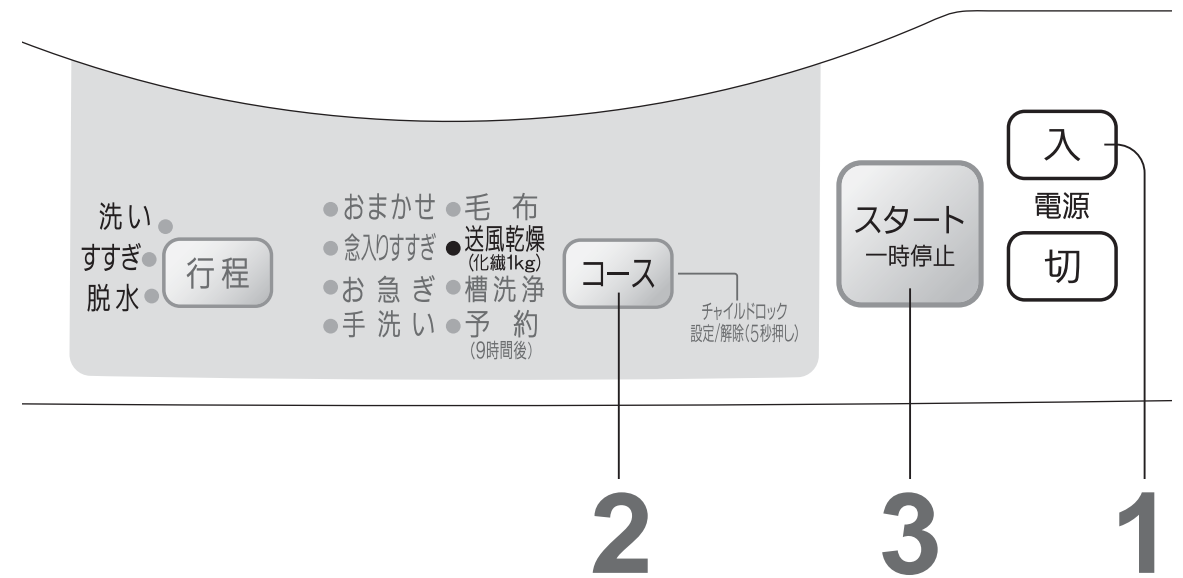 洗い
すすぎ
脱水
行程
おまかせ
念入りすすぎ
お急ぎ
手洗い
毛布
送風乾燥
(化繊1kg)
槽洗浄
予約
(9時間後)
コース
チャイルドロック
設定/解除(5秒押し)
スタート
一時停止
入
電源
切
2
3
1